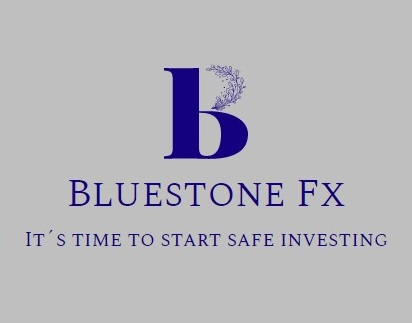 B
Bluestone Fx
It´s time to start safe investing